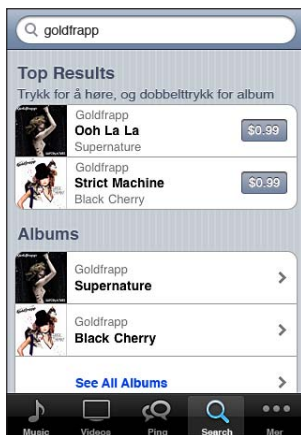 goldfrapp
Top Results
Trykk for å høre, og dobbelttrykk for album
Goldfrapp
Ooh La La
Supernature
$0.99
Goldfrapp
Strict Machine
Black Cherry
$0.99
Albums
Goldfrapp
Supernature
Goldfrapp
Black Cherry
See All Albums
Music
Videos
Ping
Search
Mer